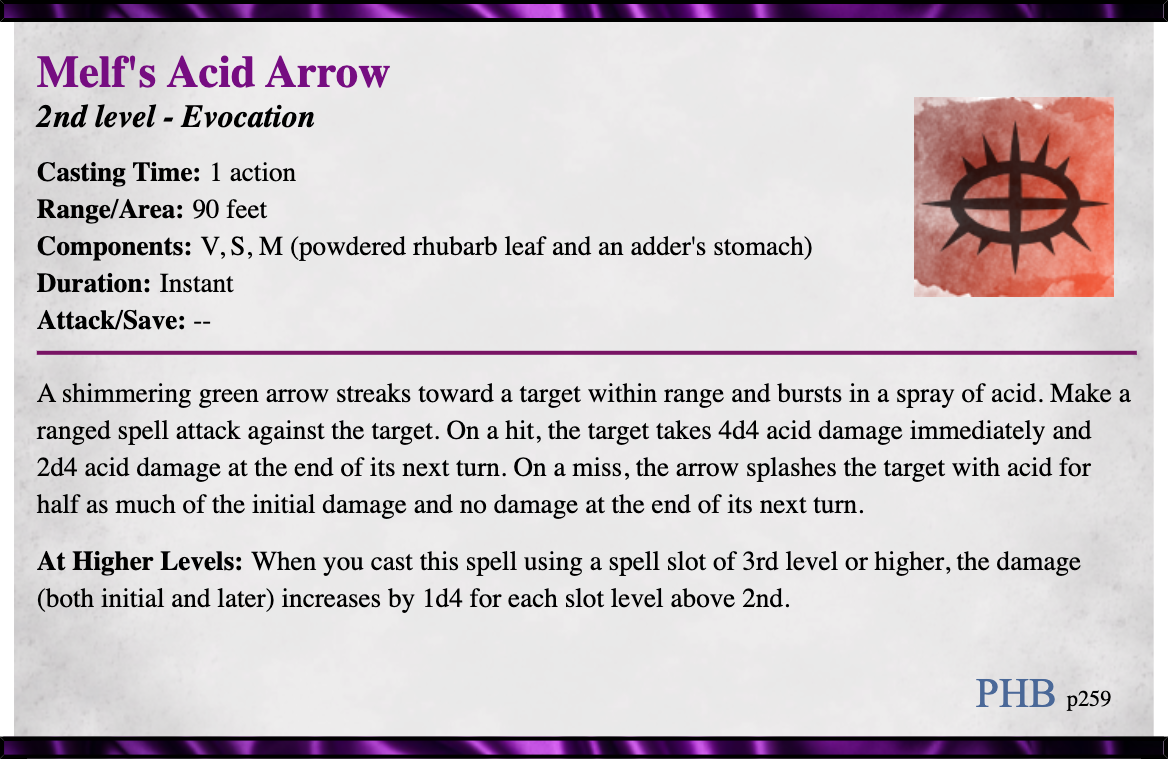 Melf's Acid Arrow
2nd level - Evocation
Casting Time: 1 action
Range/Area: 90 feet
Components: V, S, M (powdered rhubarb leaf and an adder's stomach)
Duration: Instant
Attack/Save: --
A shimmering green arrow streaks toward a target within range and bursts in a spray of acid. Make a
ranged spell attack against the target. On a hit, the target takes 4d4 acid damage immediately and
2d4 acid damage at the end of its next turn. On a miss, the arrow splashes the target with acid for
half as much of the initial damage and no damage at the end of its next turn.
At Higher Levels: When you cast this spell using a spell slot of 3rd level or higher, the damage
(both initial and later) increases by 1d4 for each slot level above 2nd.
PHB p259